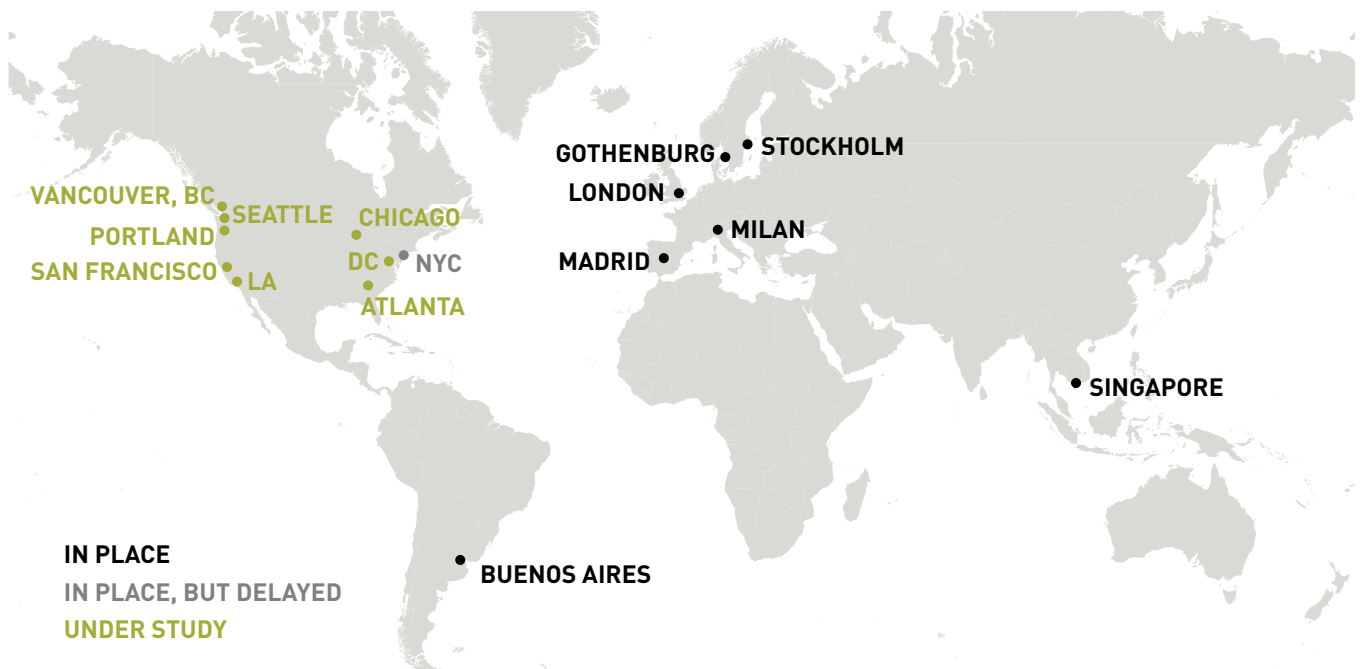 STOCKHOLM
GOTHENBURG
LONDON
VANCOUVER, BC
SEATTLE
CHICAGO
PORTLAND
MILAN
DC
NYC
MADRID
SAN FRANCISCO
LA
ATLANTA
SINGAPORE
BUENOS AIRES
IN PLACE
IN PLACE, BUT DELAYED
UNDER STUDY